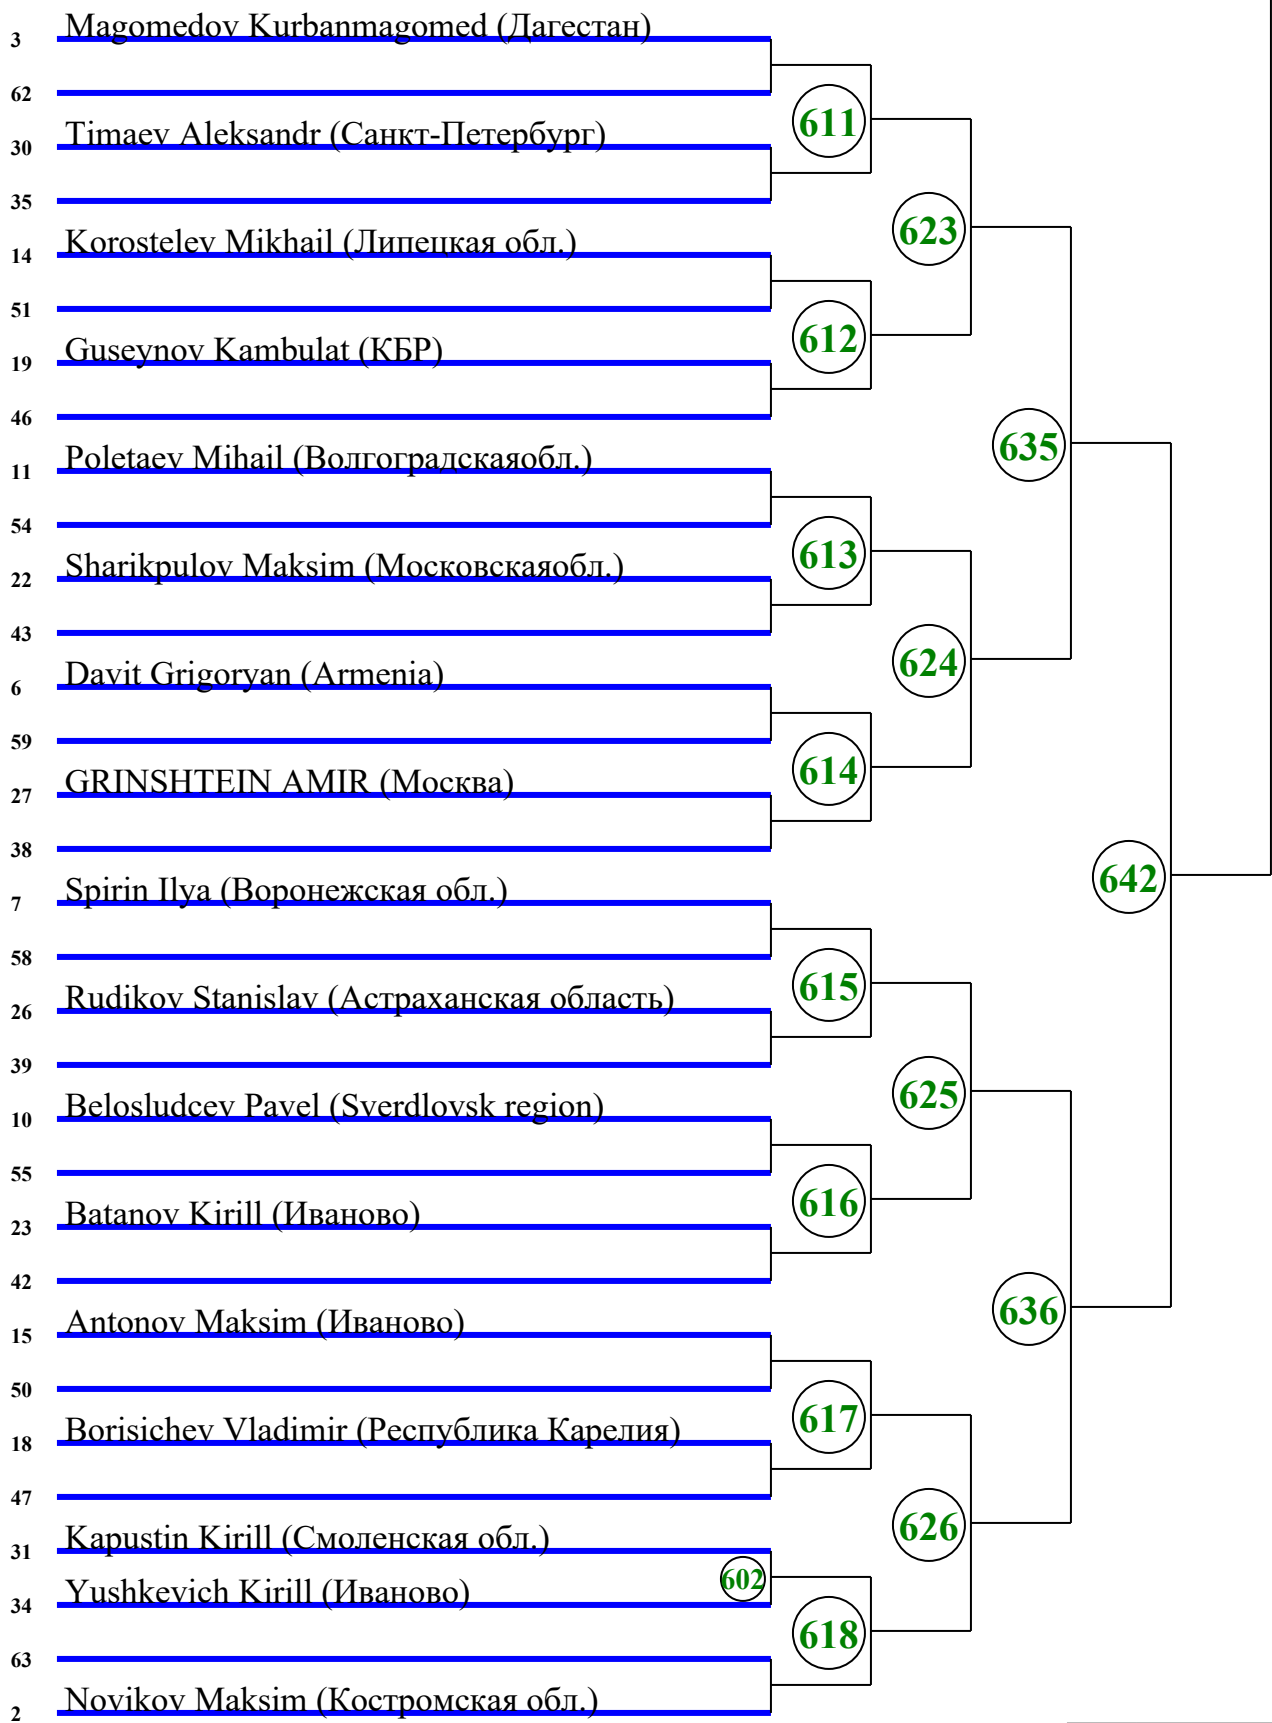 3 Magomedov Kurbanmagomed (Дагестан)
62
611
30 Timaev Aleksandr (Санкт-Петербург)
35
623
14 Korostelev Mikhail (Липецкая обл.)
51
612
19 Guseynov Kambulat (КБР)
46
635
11 Poletaev Mihail (Волгоградскаяобл.)
54
613
22 Sharikpulov Maksim (Московскаяобл.)
43
624
6 Davit Grigoryan (Armenia)
59
614
27 GRINSHTEIN AMIR (Москва)
38
642
7 Spirin Ilya (Воронежская обл.)
58
615
26 Rudikov Stanislav (Астраханская область)
39
625
10 Belosludcev Pavel (Sverdlovsk region)
55
616
23 Batanov Kirill (Иваново)
42
636
15 Antonov Maksim (Иваново)
50
617
18 Borisichev Vladimir (Республика Карелия)
47
626
31 Kapustin Kirill (Смоленская обл.)
602
34 Yushkevich Kirill (Иваново)
618
63
2 Novikov Maksim (Костромская обл.)